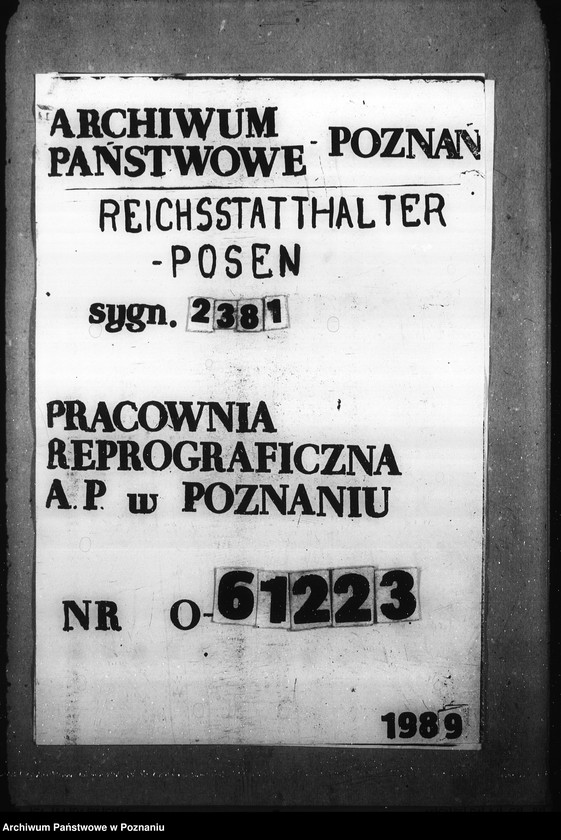 ARCHIWUM
PAŃSTWOWE - POZNAŃ
REICHSSTATTHALTER
-POSEN
sygn. 2381
PRACOWNIA
REPROGRAFICZNA
A.P. w POZNANIU
NR O-61223
1989
Archiwum Państwowe w Poznaniu